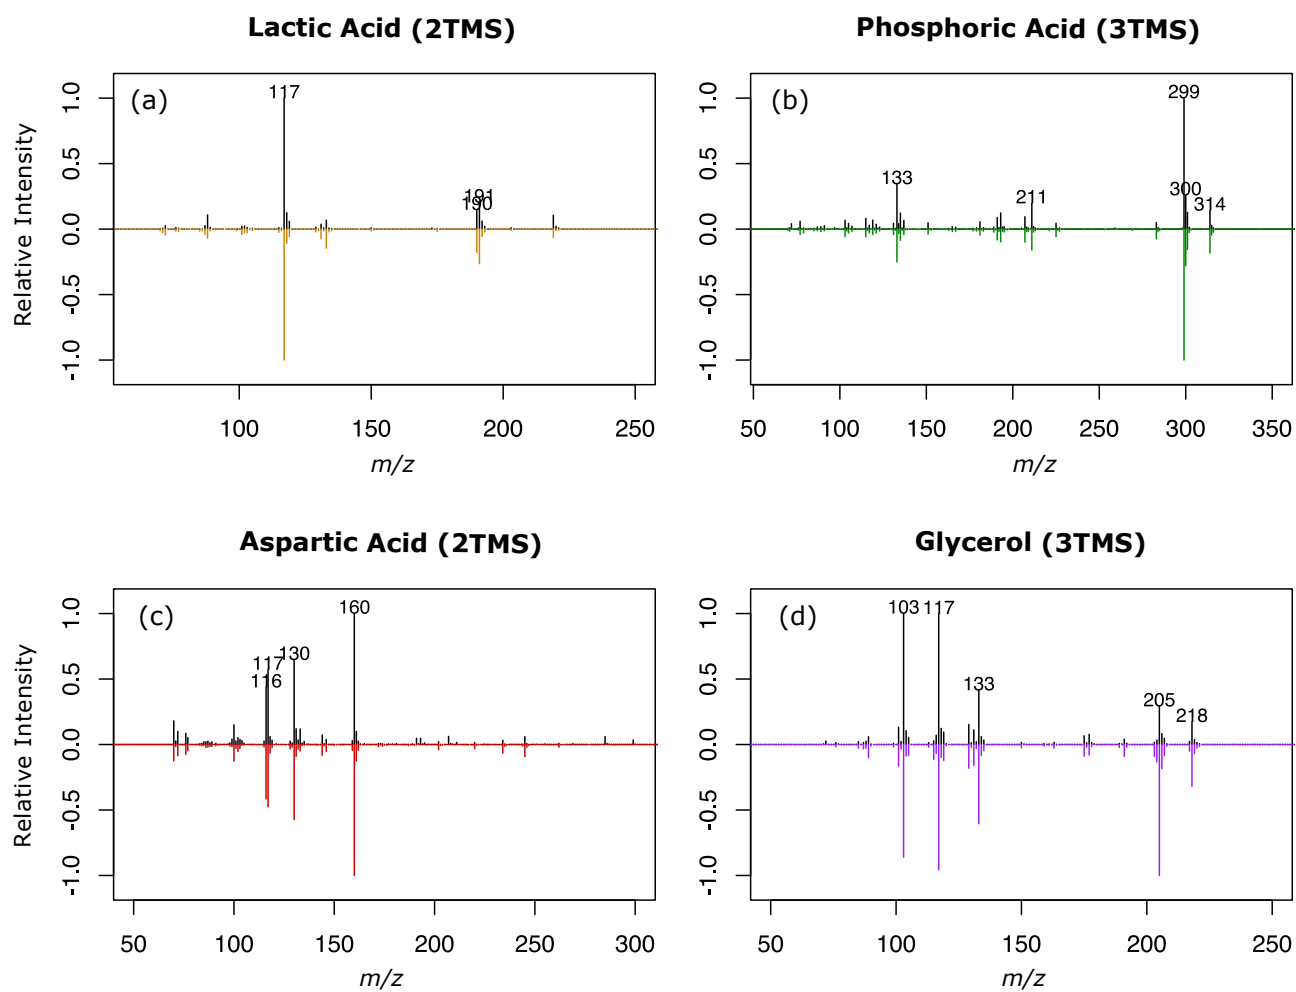 Lactic Acid (2TMS)
(a)
117
191
190
1.0
0.5
0.0
-0.5
-1.0
Relative Intensity
100 150 200 250
m/z
Phosphoric Acid (3TMS)
(b)
299
133
300
211
314
1.0
0.5
0.0
-0.5
-1.0
50 100 150 200 250 300 350
m/z
Aspartic Acid (2TMS)
(c)
160
130
117
116
1.0
0.5
0.0
-0.5
-1.0
Relative Intensity
50 100 150 200 250 300
m/z
Glycerol (3TMS)
(d)
103 117
133
205
218
1.0
0.5
0.0
-0.5
-1.0
50 100 150 200 250
m/z